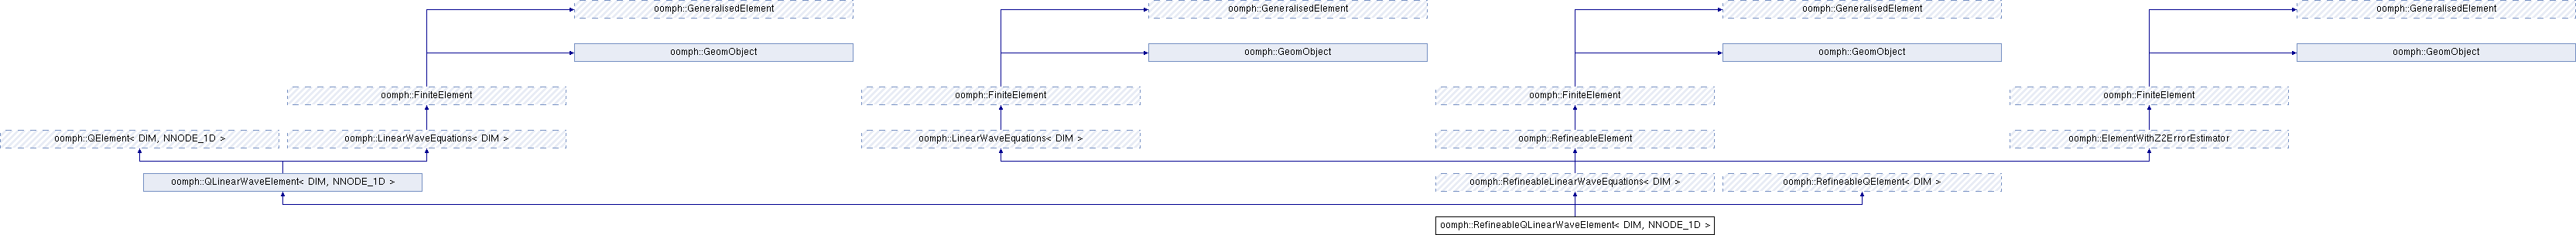 oomph::GeneralisedElement oomph::GeneralisedElement oomph::GeneralisedElement oomph::GeneralisedElement
oomph::GeomObject oomph::GeomObject oomph::GeomObject oomph::GeomObject
oomph::FiniteElement oomph::FiniteElement oomph::FiniteElement oomph::FiniteElement
oomph::QElement< DIM, NNODE_1D > oomph::LinearWaveEquations< DIM > oomph::LinearWaveEquations< DIM > oomph::RefineableElement oomph::ElementWithZ2ErrorEstimator
oomph::QLinearWaveElement< DIM, NNODE_1D > oomph::RefineableLinearWaveEquations< DIM > oomph::RefineableQElement< DIM >
oomph::RefineableQLinearWaveElement< DIM, NNODE_1D >